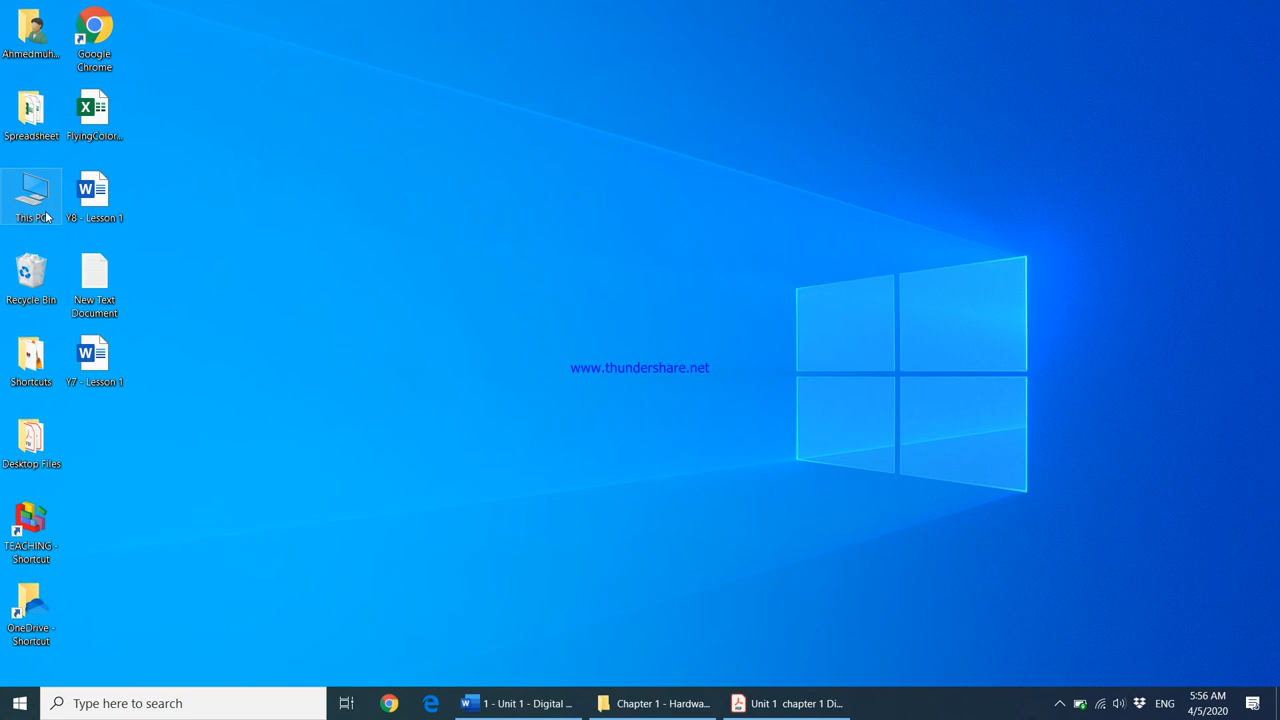 Ahmedmuh...
Google
Chrome
Spreadsheet
FlyingColor...
This PC
Y8 - Lesson 1
Recycle Bin
New Text
Document
Shortcuts
Y7 - Lesson 1
Desktop Files
TEACHING -
Shortcut
OneDrive -
Shortcut
www.thundershare.net
Type here to search
1 - Unit 1 - Digital ...
Chapter 1 - Hardwa...
Unit 1 chapter 1 Di...
ENG
5:56 AM
4/5/2020